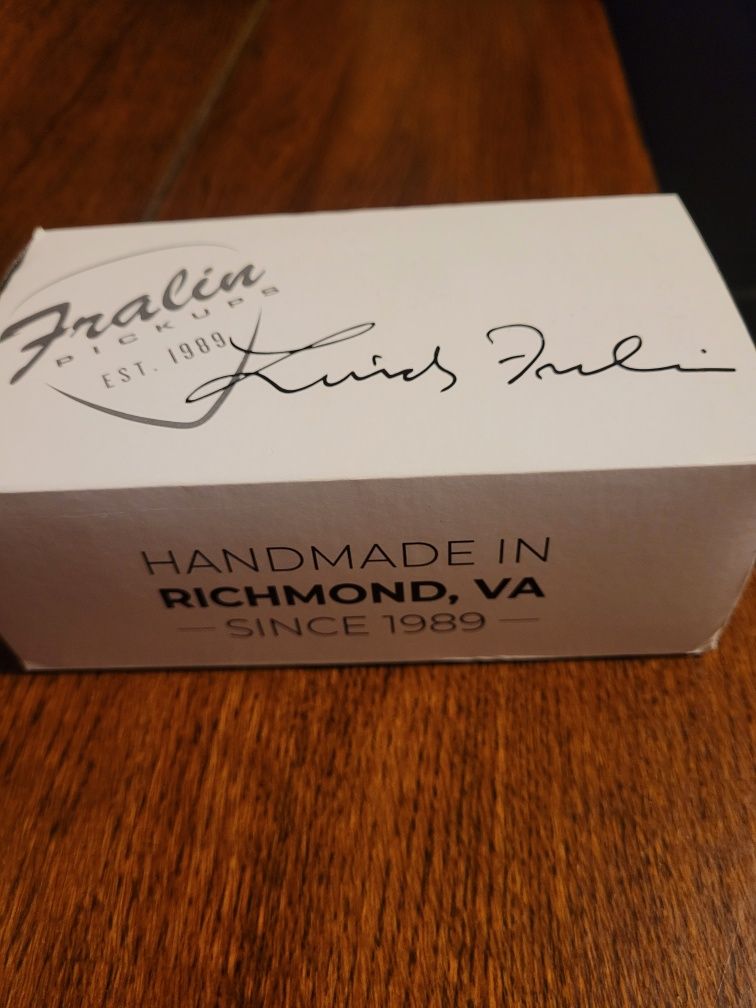 Fralin
PICKUPS
EST. 1989
Lindy Fralin
HANDMADE IN
RICHMOND, VA
— SINCE 1989 —